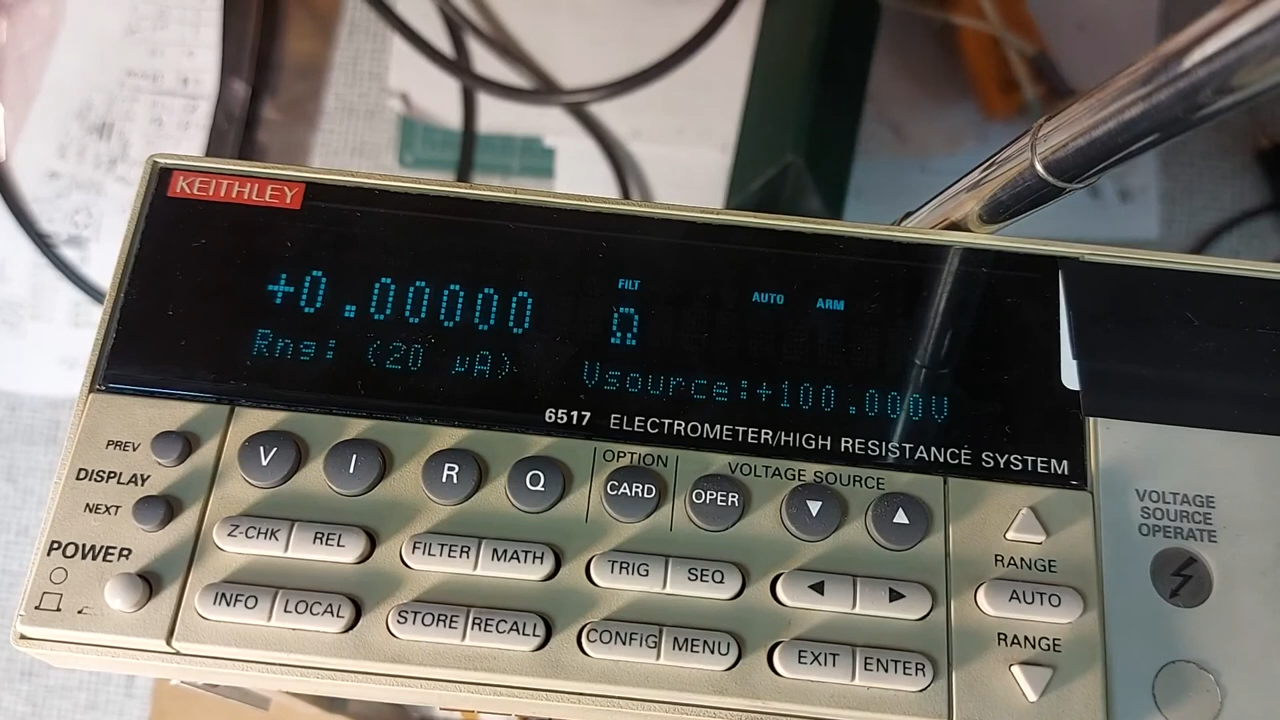 KEITHLEY
FILT AUTO ARM
+0.00000 Ω
Rng: (20 µA) Vsource:+100.000V
6517 ELECTROMETER/HIGH RESISTANCE SYSTEM
PREV
DISPLAY
NEXT
POWER
V I R Q
OPTION
CARD
VOLTAGE SOURCE
OPER ▼ ▲
Z-CHK REL
FILTER MATH
TRIG SEQ
◀ ▶
INFO LOCAL
STORE RECALL
CONFIG MENU
EXIT ENTER
RANGE
AUTO
RANGE
VOLTAGE
SOURCE
OPERATE